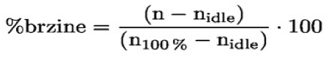 %brzine = (n − n_idle) / (n_100 % − n_idle) · 100